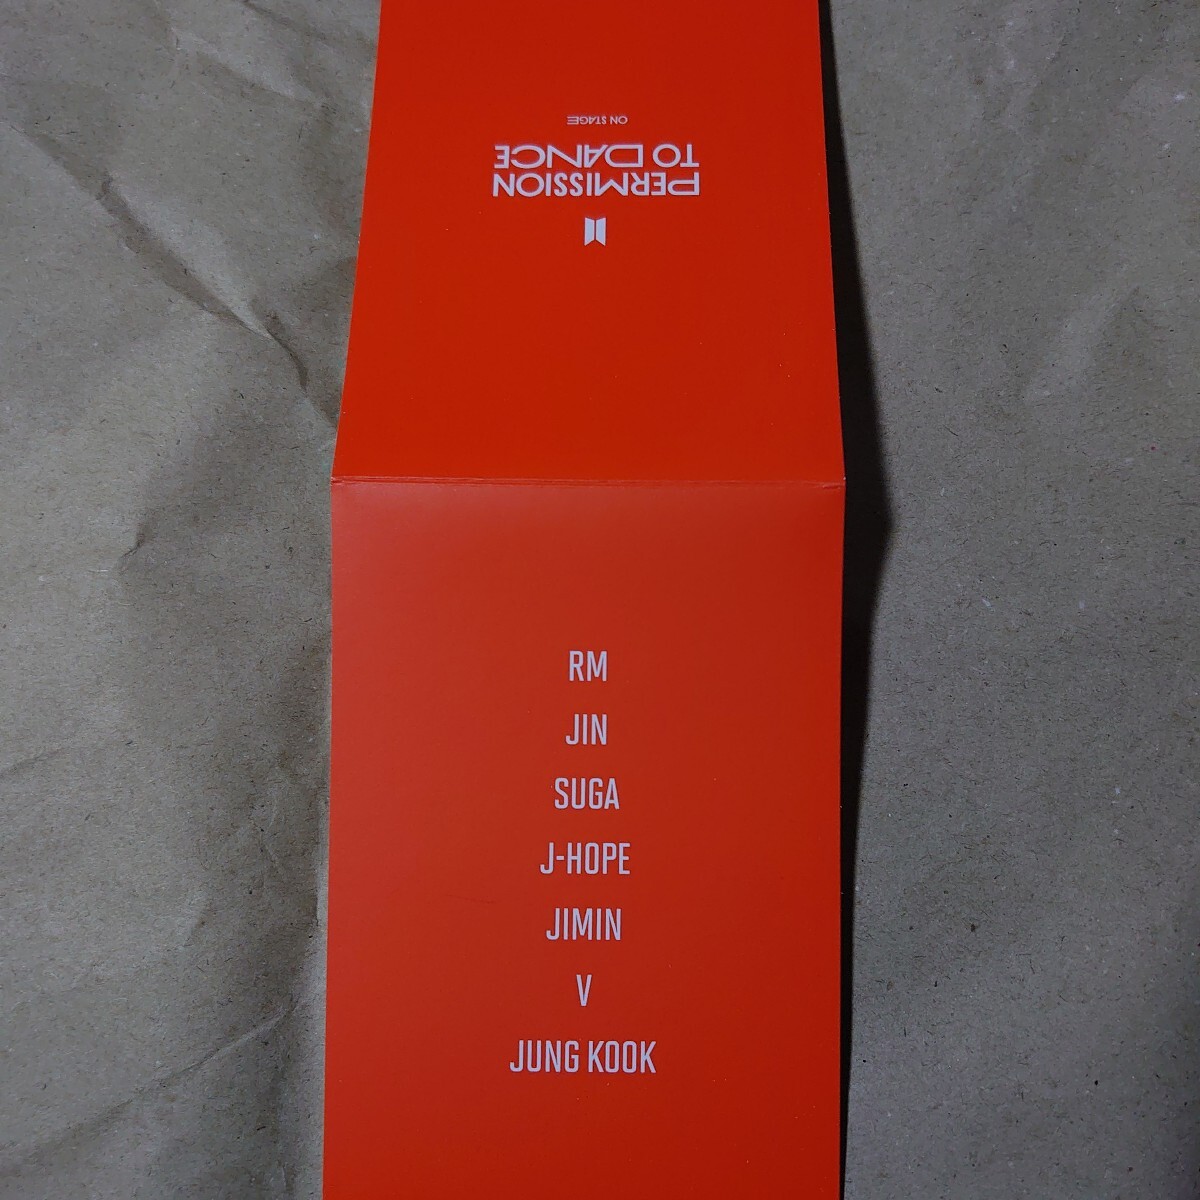 PERMISSION
TO DANCE
ON STAGE
RM
JIN
SUGA
J-HOPE
JIMIN
V
JUNG KOOK